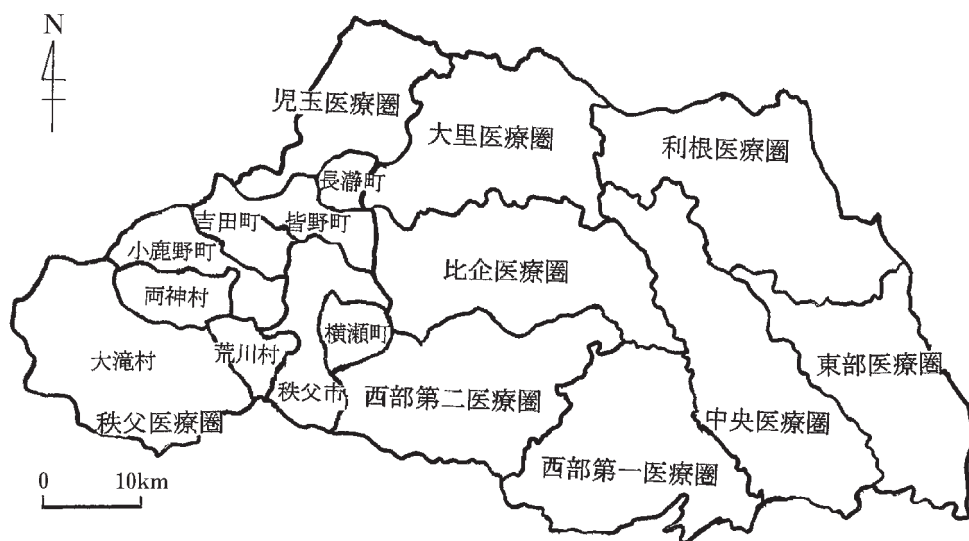 N
児玉医療圏
大里医療圏
利根医療圏
長瀞町
吉田町
皆野町
小鹿野町
比企医療圏
両神村
横瀬町
荒川村
大滝村
東部医療圏
秩父市
西部第二医療圏
中央医療圏
秩父医療圏
西部第一医療圏
0 10km